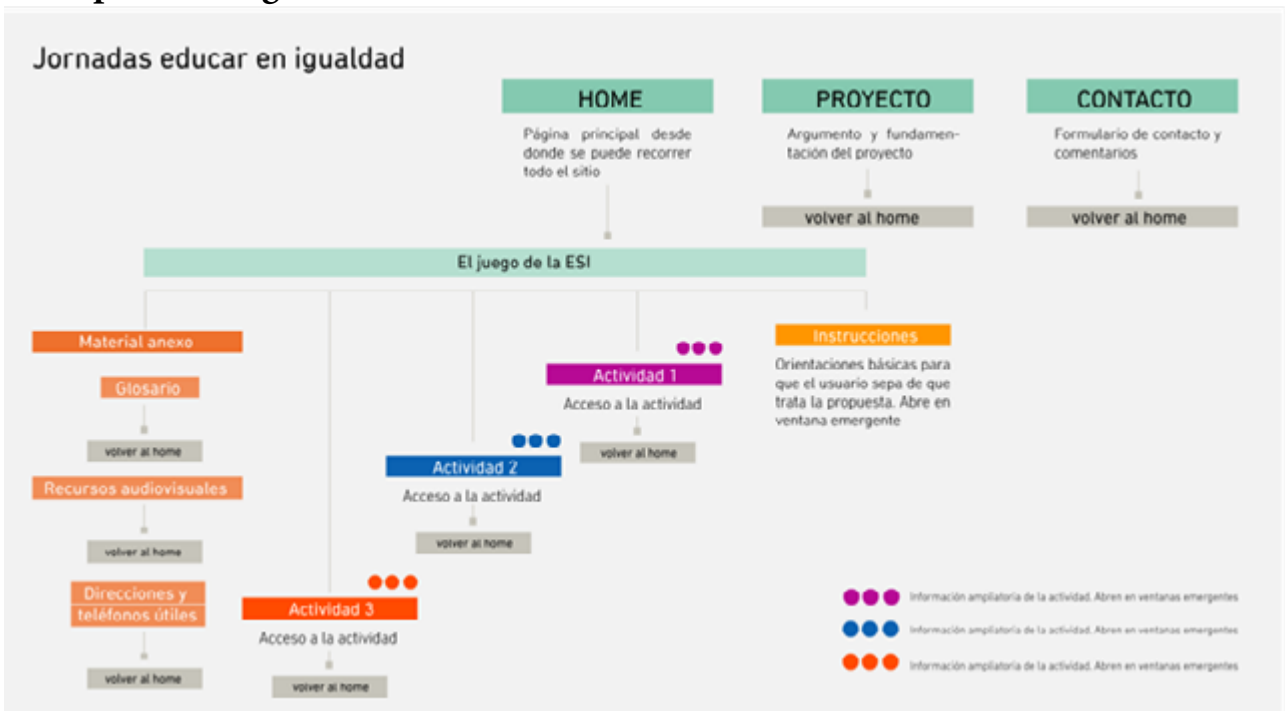 Jornadas educar en igualdad
HOME
Página principal desde
donde se puede recorrer
todo el sitio
PROYECTO
Argumento y fundamen-
tación del proyecto
volver al home
CONTACTO
Formulario de contacto y
comentarios
volver al home
El juego de la ESI
Material anexo
Glosario
volver al home
Recursos audiovisuales
volver al home
Direcciones y
teléfonos útiles
volver al home
Actividad 3
Acceso a la actividad
volver al home
Actividad 2
Acceso a la actividad
volver al home
Actividad 1
Acceso a la actividad
volver al home
Instrucciones
Orientaciones básicas para
que el usuario sepa de que
trata la propuesta. Abre en
ventana emergente
Información ampliatoria de la actividad. Abren en ventanas emergentes
Información ampliatoria de la actividad. Abren en ventanas emergentes
Información ampliatoria de la actividad. Abren en ventanas emergentes